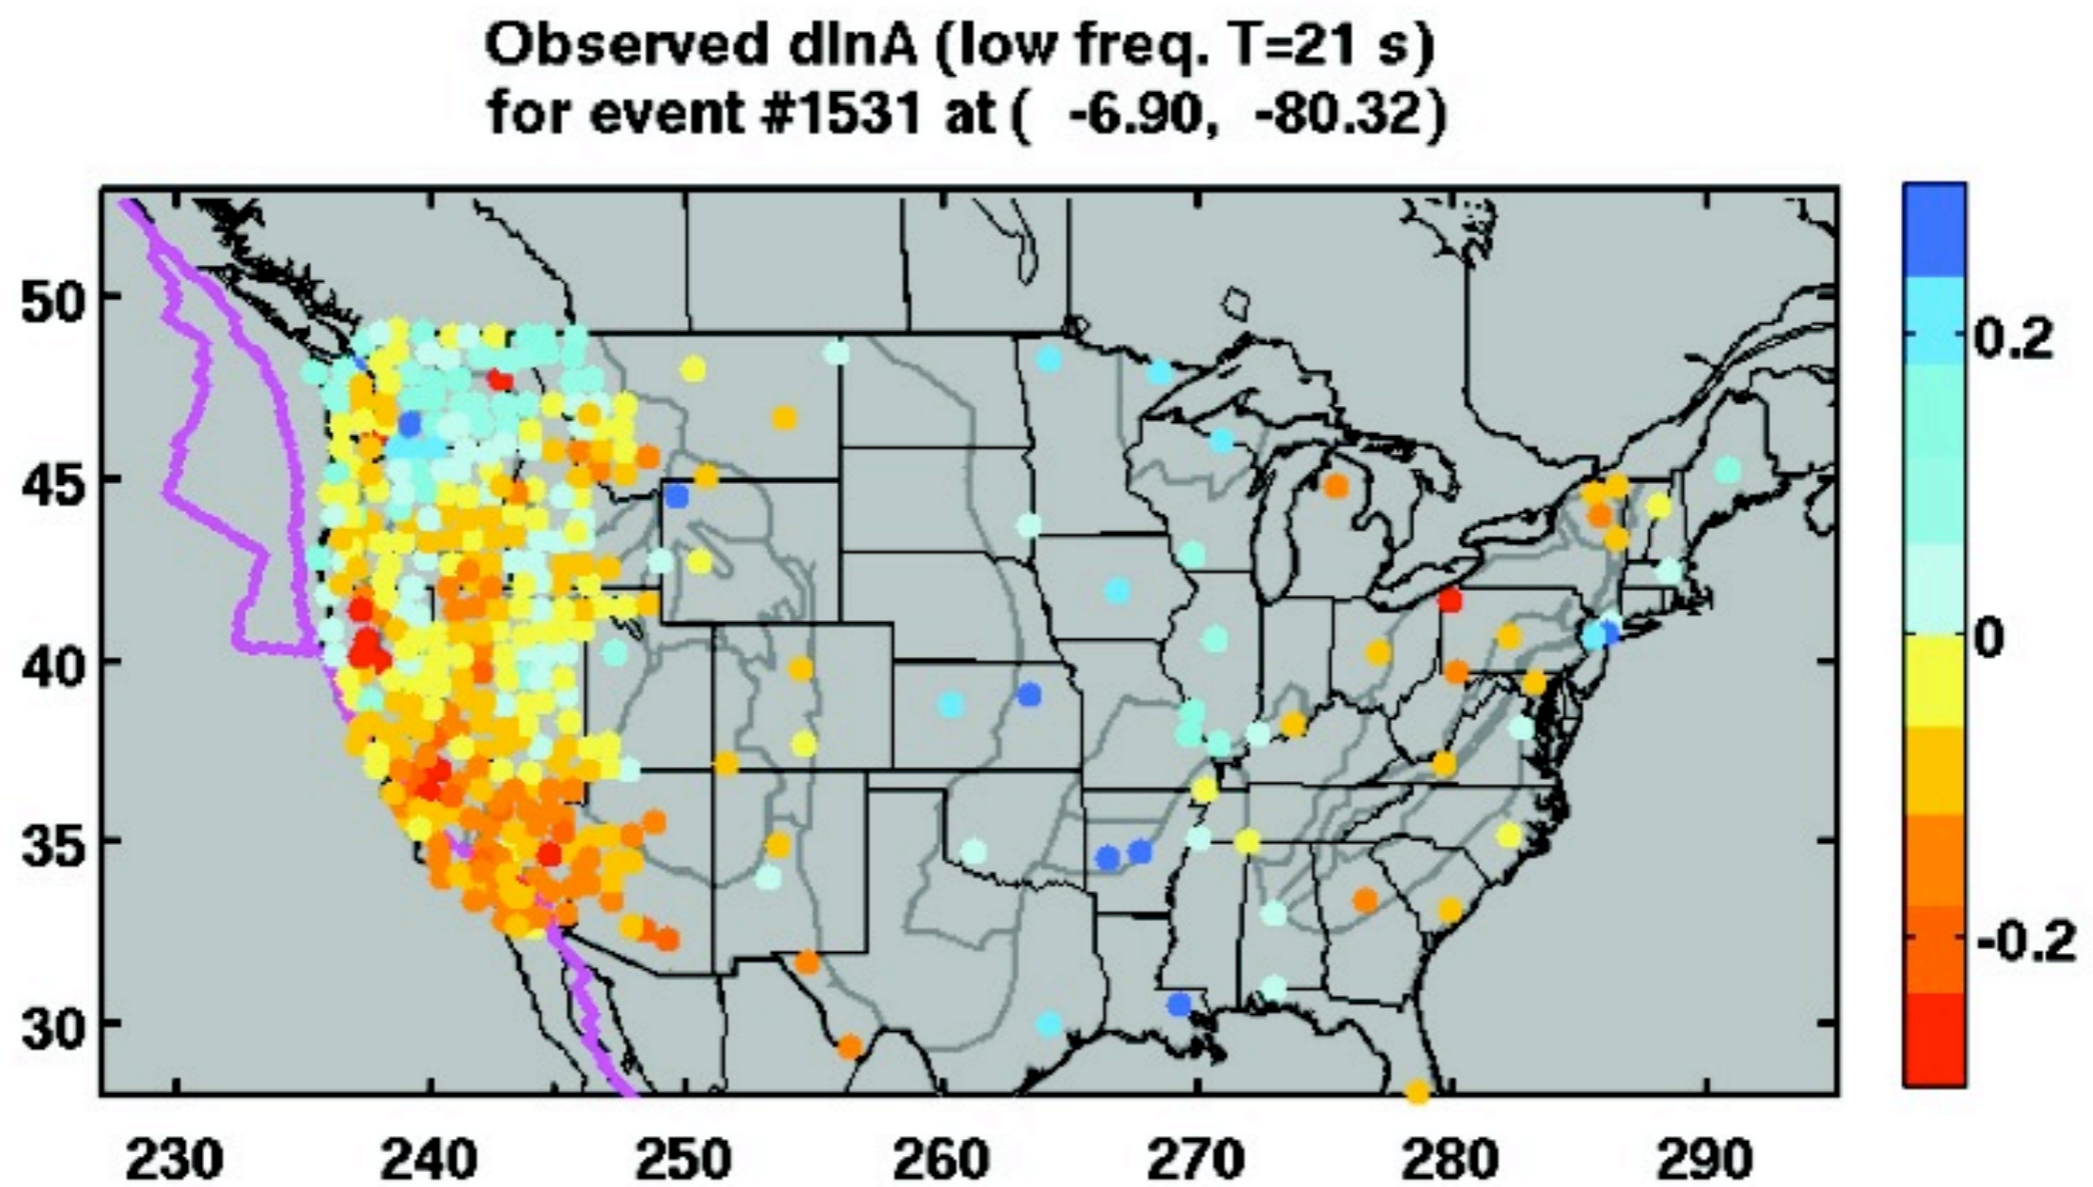 Observed dlnA (low freq. T=21 s)
for event #1531 at ( -6.90, -80.32)
50
45
40
35
30
230 240 250 260 270 280 290
0.2
0
-0.2